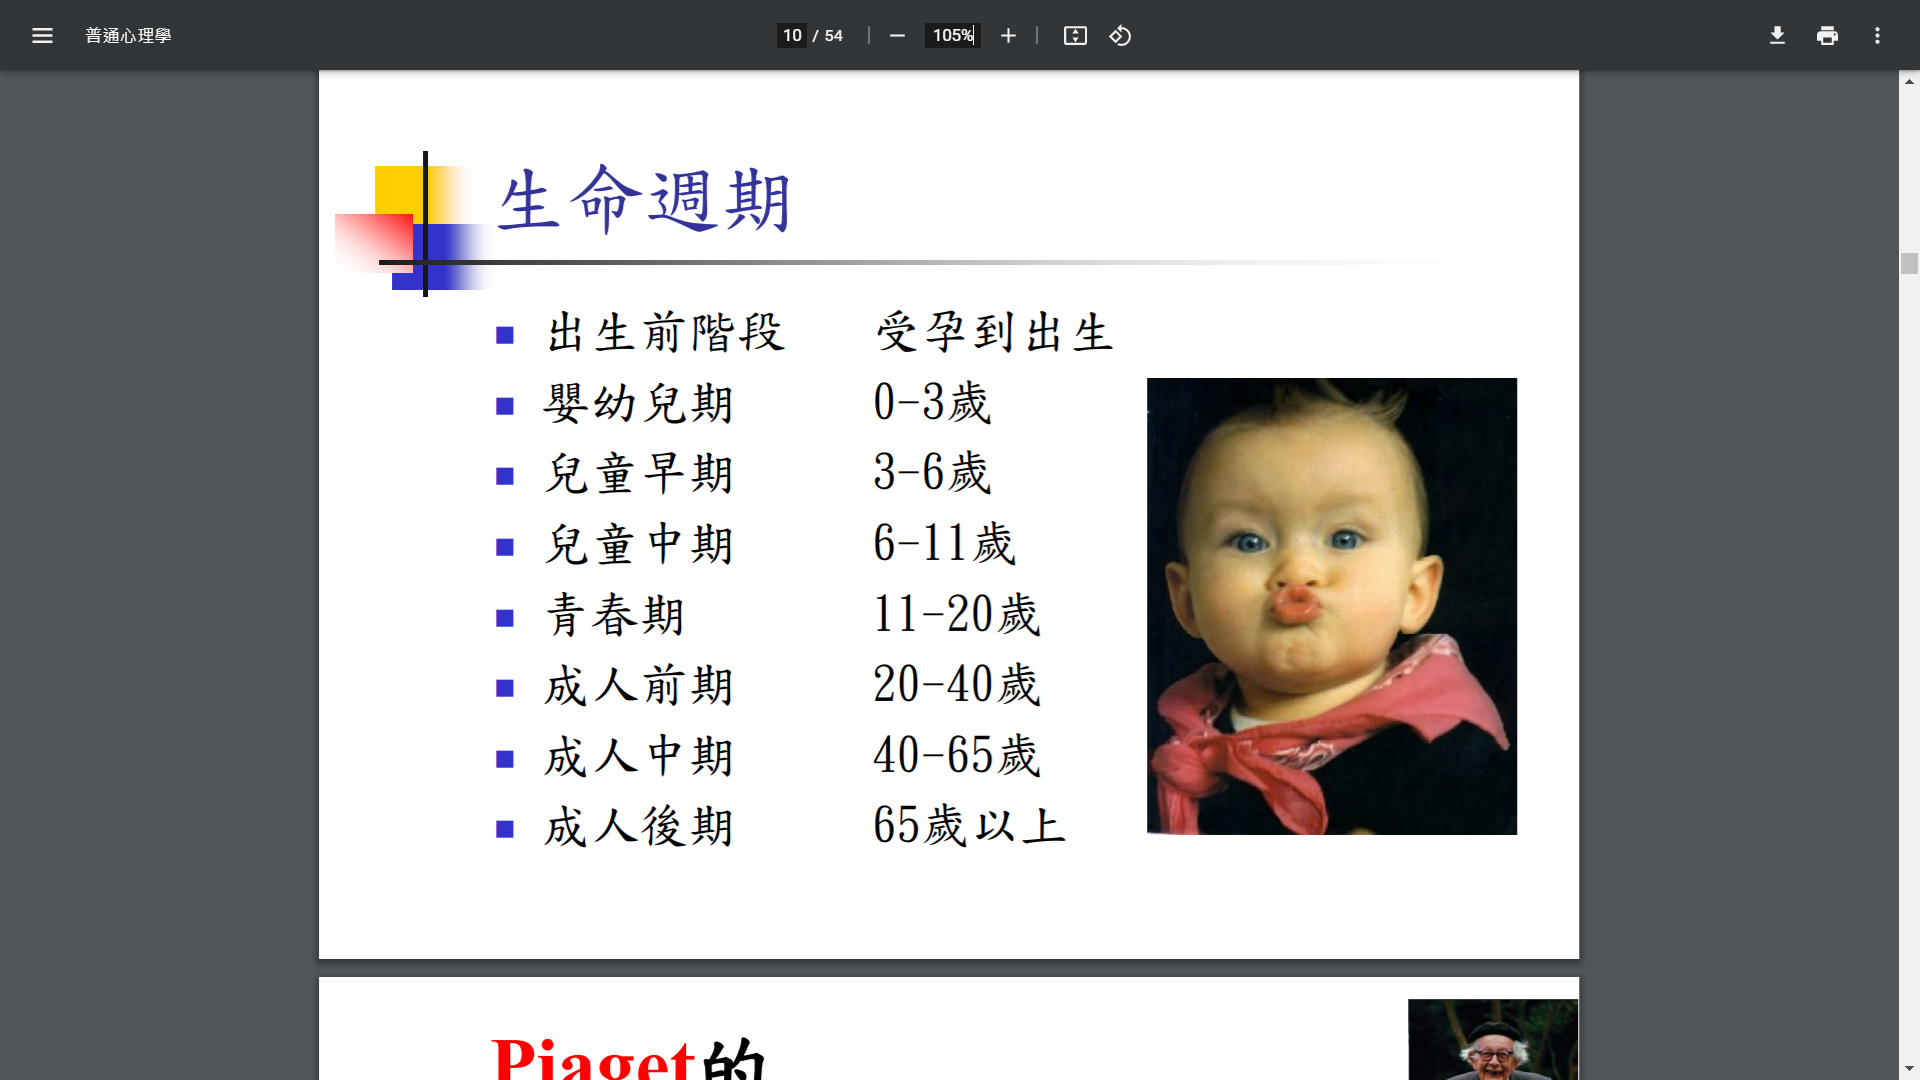 普通心理學
10 / 54
105%
生命週期
出生前階段 受孕到出生
嬰幼兒期 0-3歲
兒童早期 3-6歲
兒童中期 6-11歲
青春期 11-20歲
成人前期 20-40歲
成人中期 40-65歲
成人後期 65歲以上
Piaget的